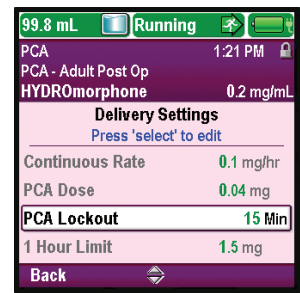 99.8 mL Running
PCA 1:21 PM
PCA - Adult Post Op
HYDROmorphone 0.2 mg/mL
Delivery Settings
Press 'select' to edit
Continuous Rate 0.1 mg/hr
PCA Dose 0.04 mg
PCA Lockout 15 Min
1 Hour Limit 1.5 mg
Back